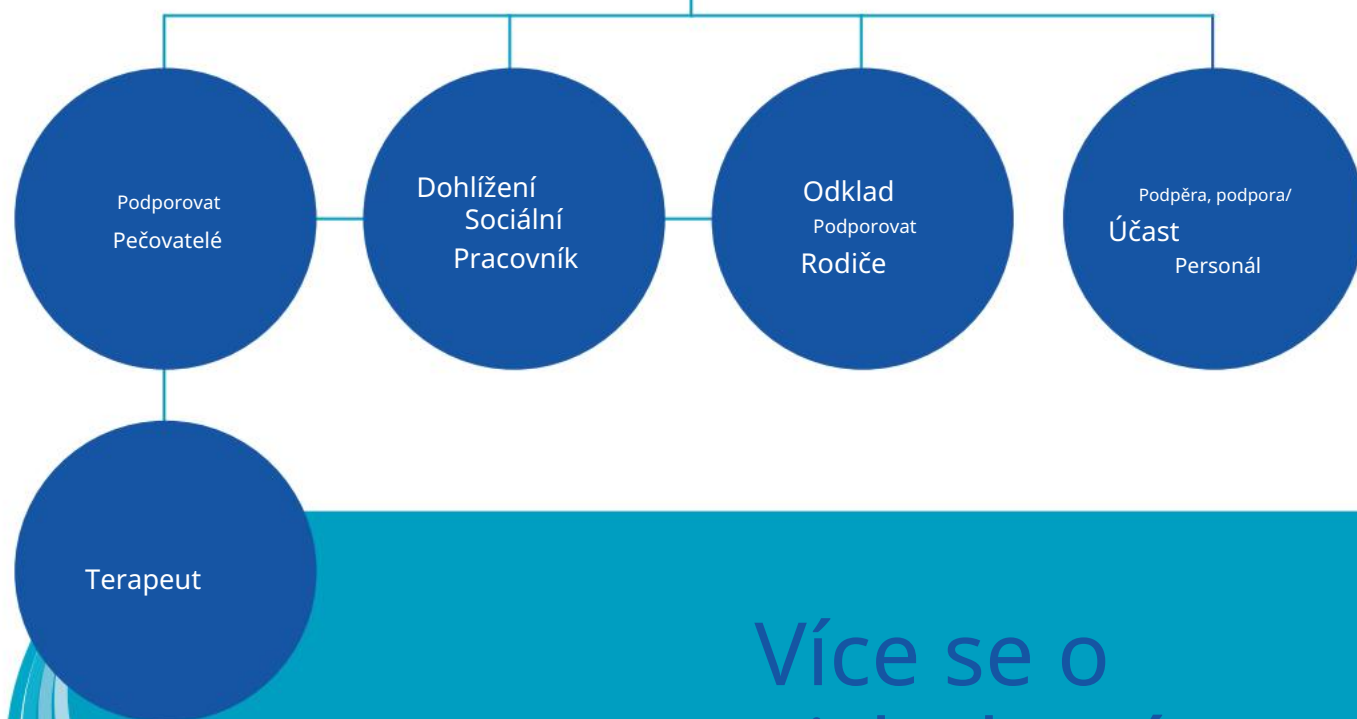 Podporovat
Pečovatelé
Dohlížení
Sociální
Pracovník
Odklad
Podporovat
Rodiče
Podpěra, podpora/
Účast
Personál
Terapeut
Více se o